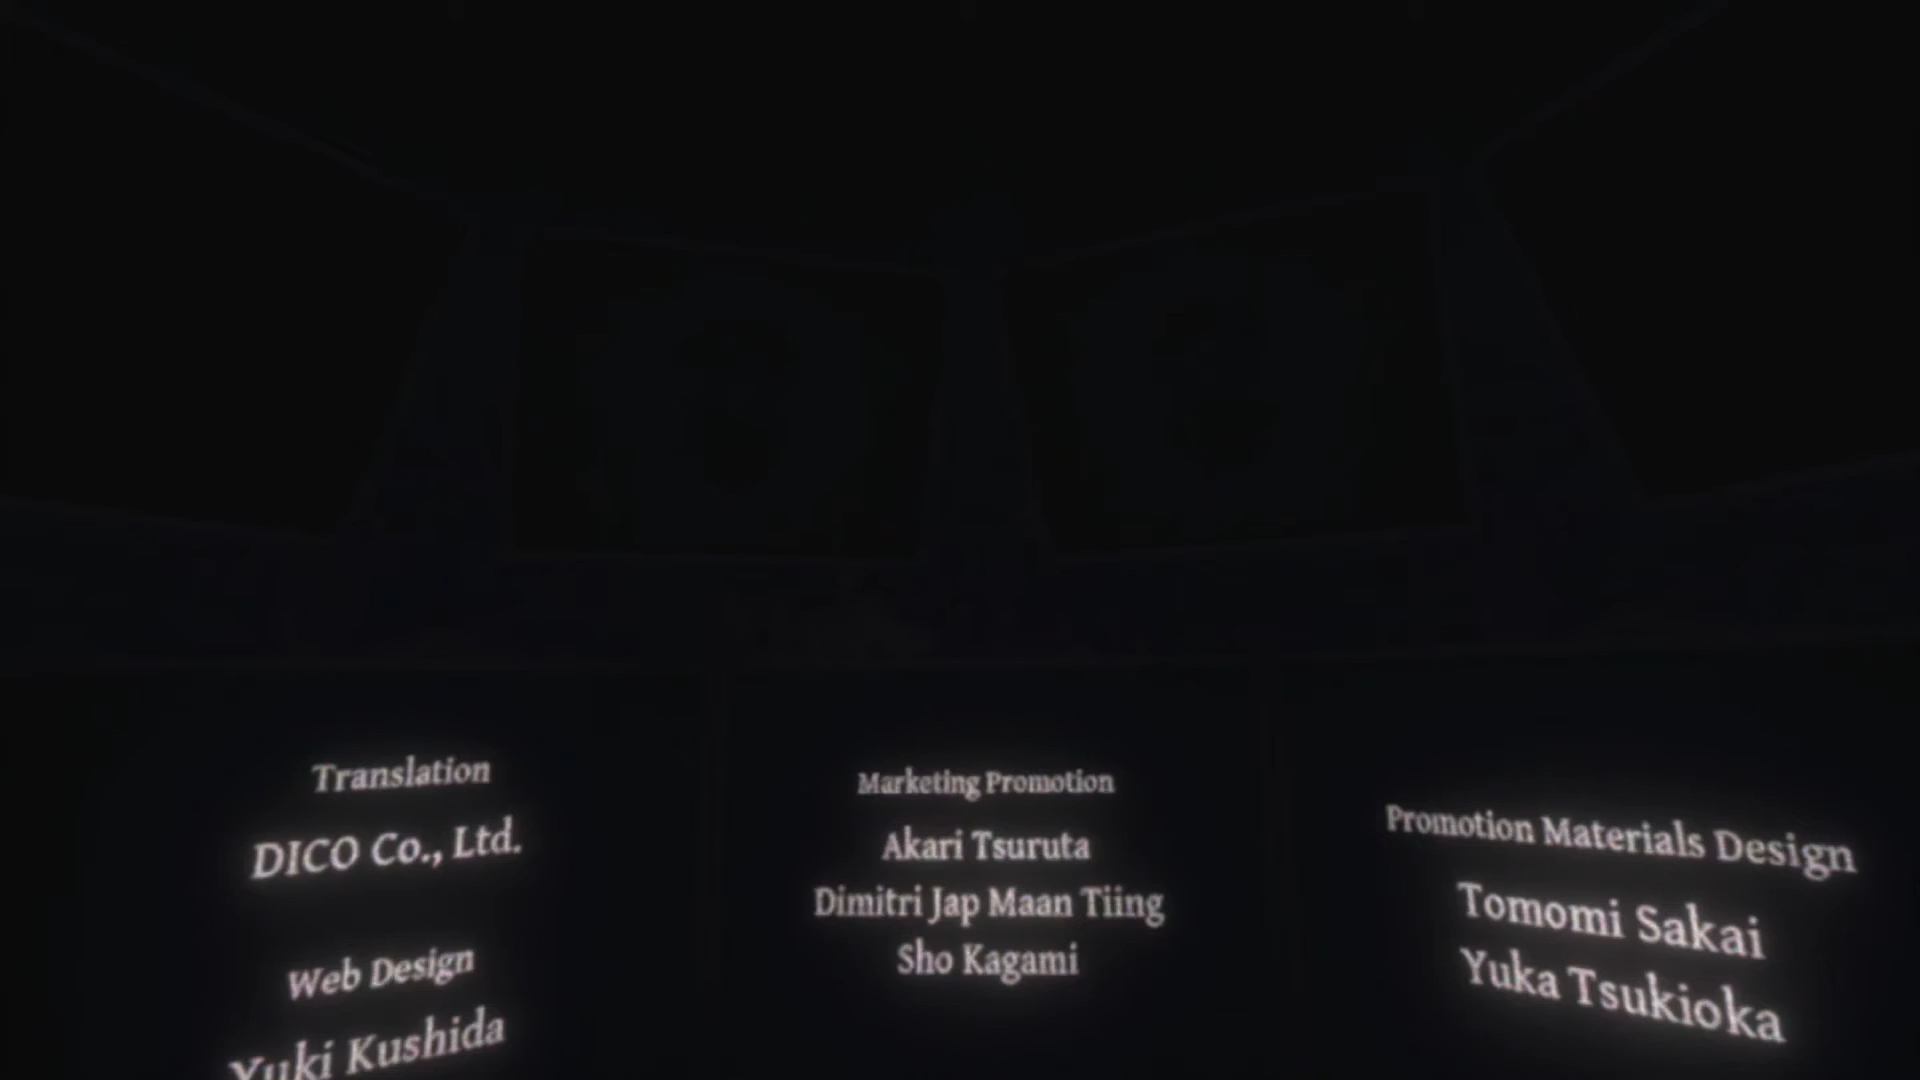 Translation
DICO Co., Ltd.
Web Design
Yuki Kushida
Marketing Promotion
Akari Tsuruta
Dimitri Jap Maan Tiing
Sho Kagami
Promotion Materials Design
Tomomi Sakai
Yuka Tsukioka